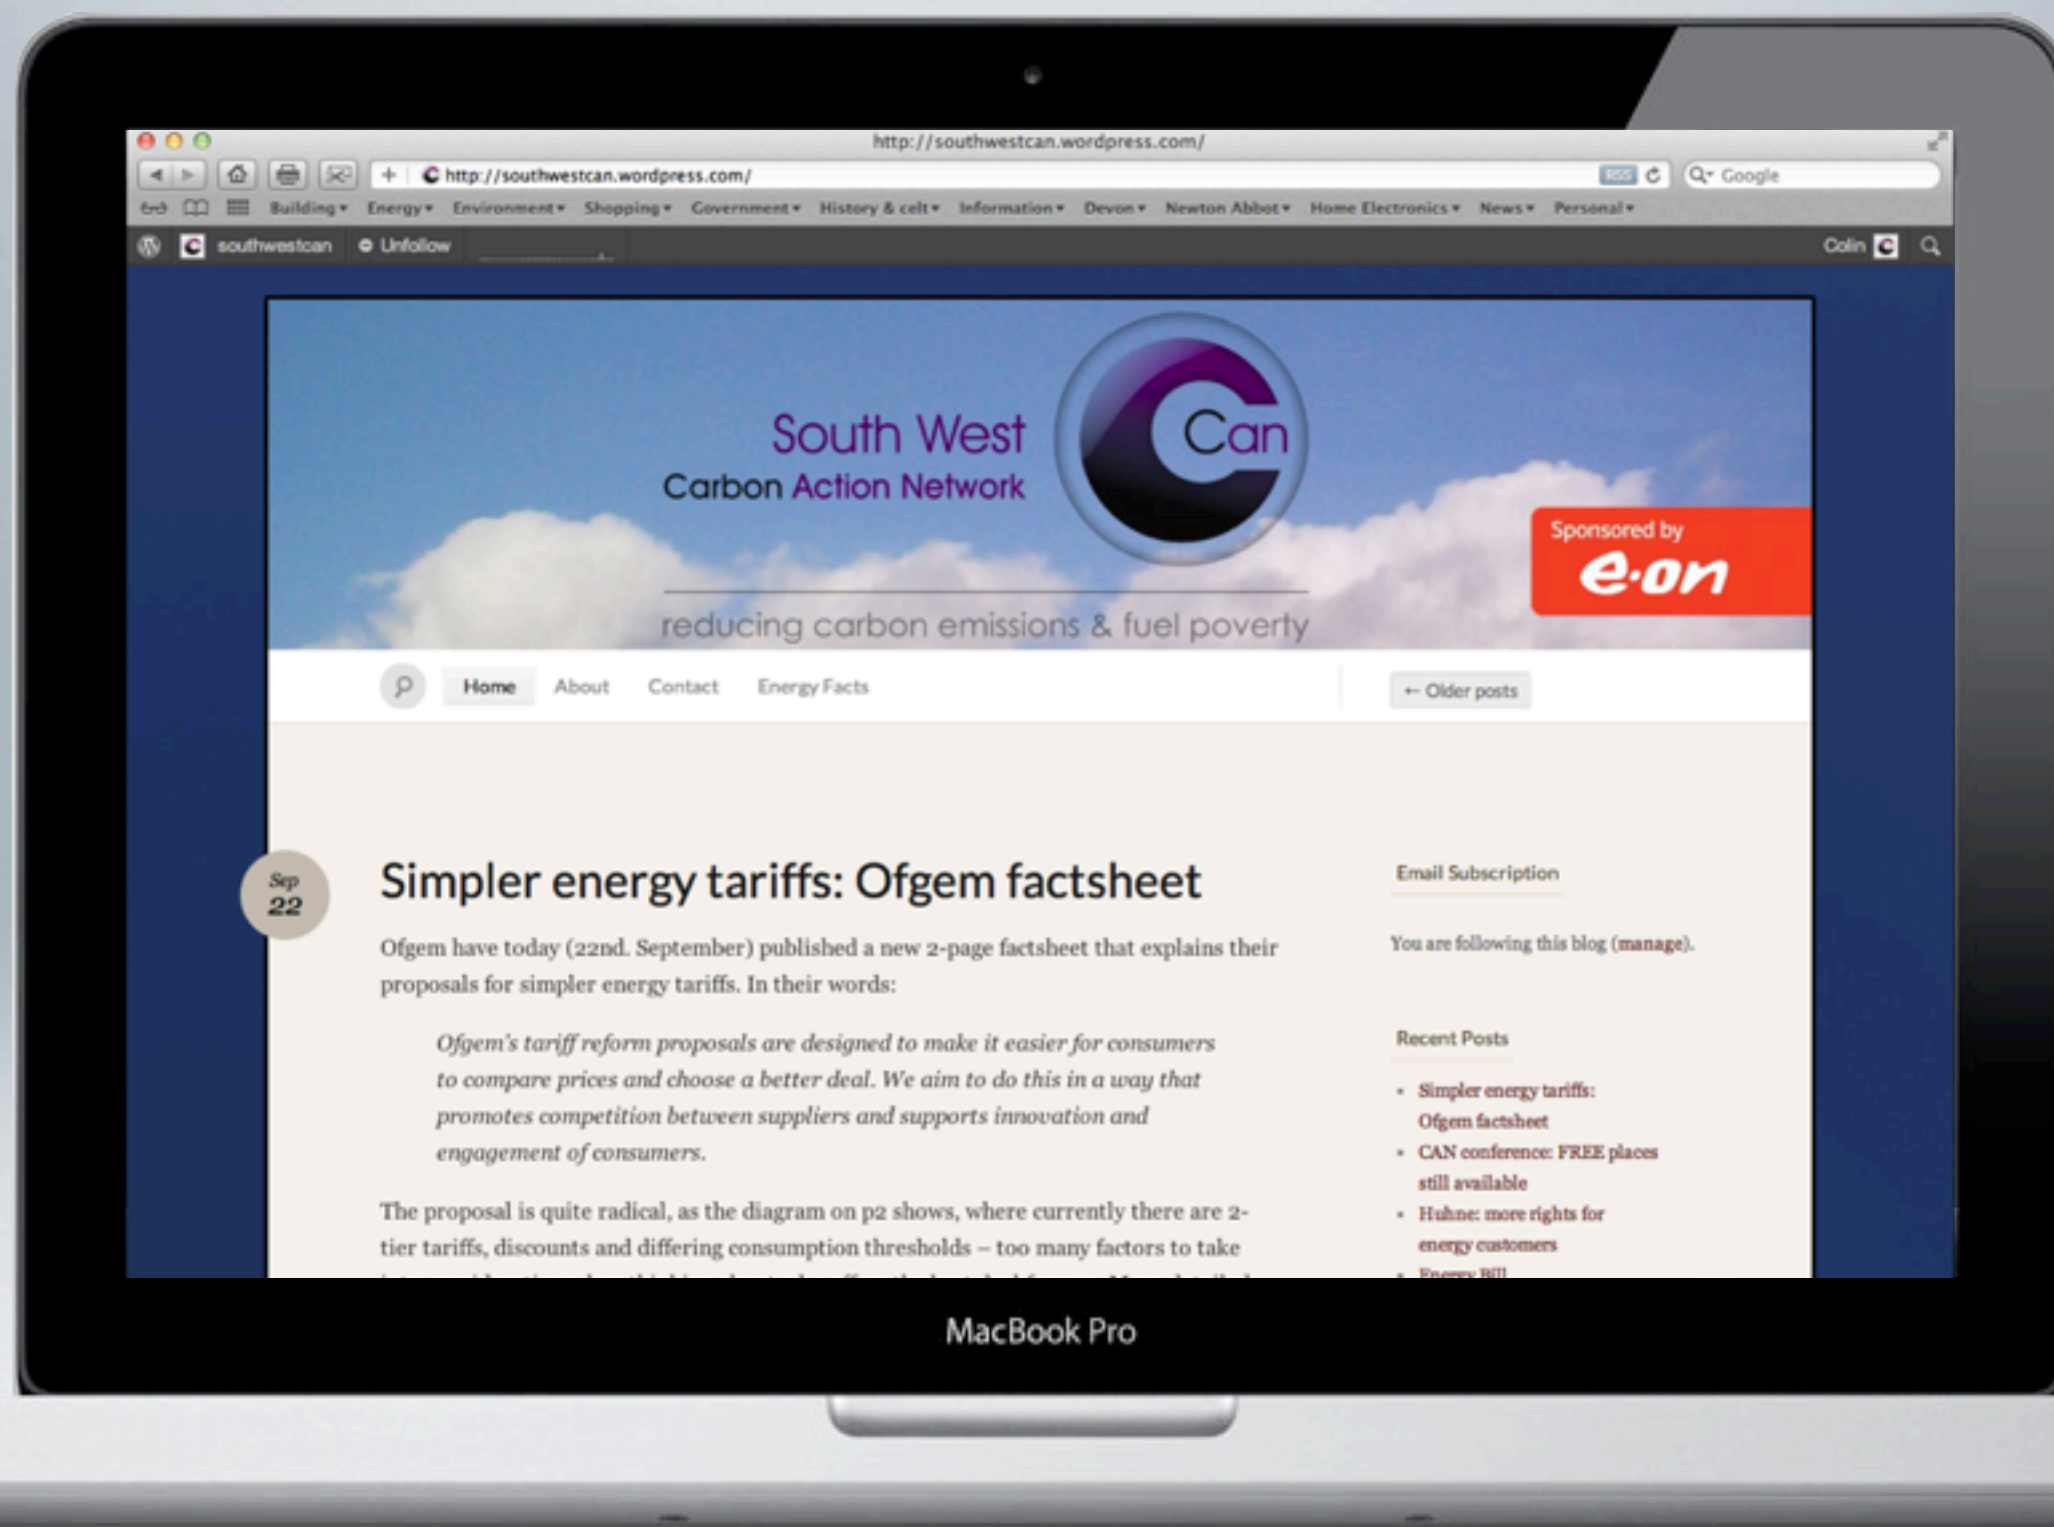 http://southwestcan.wordpress.com/
http://southwestcan.wordpress.com/ RSS Google
Building Energy Environment Shopping Government History & celt Information Devon Newton Abbot Home Electronics News Personal
southwestcan Unfollow Colin
South West
Carbon Action Network
Can
Sponsored by
e·on
reducing carbon emissions & fuel poverty
Home About Contact Energy Facts ← Older posts
Sep
22
Simpler energy tariffs: Ofgem factsheet
Ofgem have today (22nd. September) published a new 2-page factsheet that explains their
proposals for simpler energy tariffs. In their words:
Ofgem's tariff reform proposals are designed to make it easier for consumers
to compare prices and choose a better deal. We aim to do this in a way that
promotes competition between suppliers and supports innovation and
engagement of consumers.
The proposal is quite radical, as the diagram on p2 shows, where currently there are 2-
tier tariffs, discounts and differing consumption thresholds – too many factors to take
Email Subscription
You are following this blog (manage).
Recent Posts
Simpler energy tariffs:
Ofgem factsheet
CAN conference: FREE places
still available
Huhne: more rights for
energy customers
Energy Bill
MacBook Pro